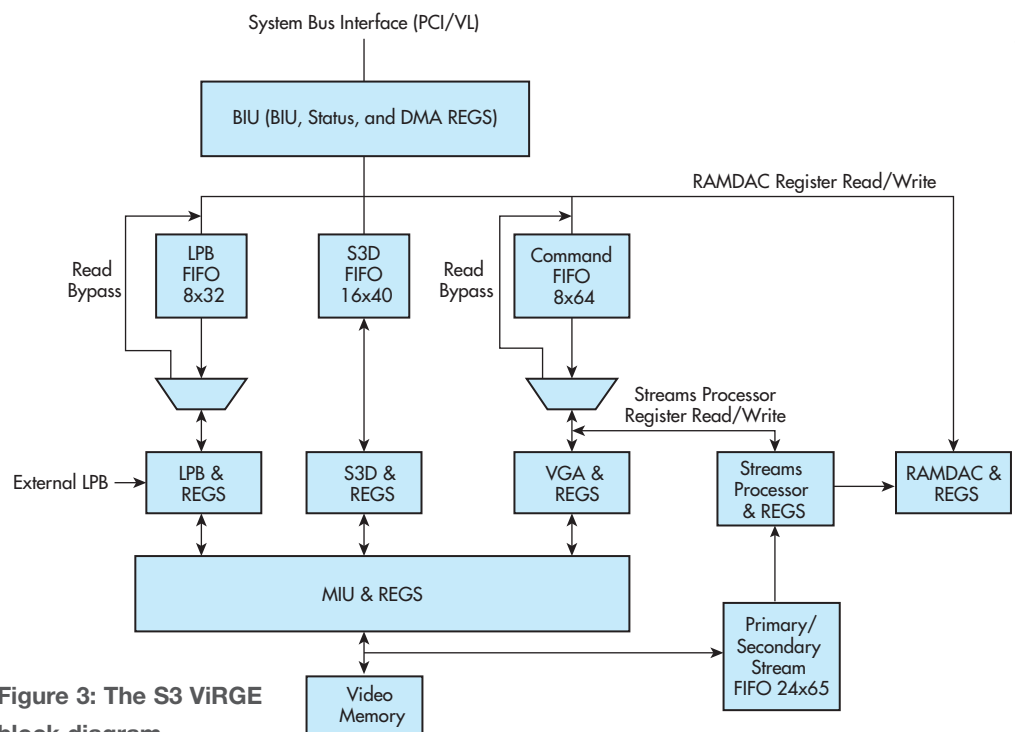 System Bus Interface (PCI/VL)
BIU (BIU, Status, and DMA REGS)
RAMDAC Register Read/Write
Read
Bypass
LPB
FIFO
8x32
S3D
FIFO
16x40
Read
Bypass
Command
FIFO
8x64
Streams Processor
Register Read/Write
External LPB
LPB &
REGS
S3D &
REGS
VGA &
REGS
Streams
Processor
& REGS
RAMDAC &
REGS
MIU & REGS
Primary/
Secondary
Stream
FIFO 24x65
Video
Memory
Figure 3: The S3 ViRGE
block diagram